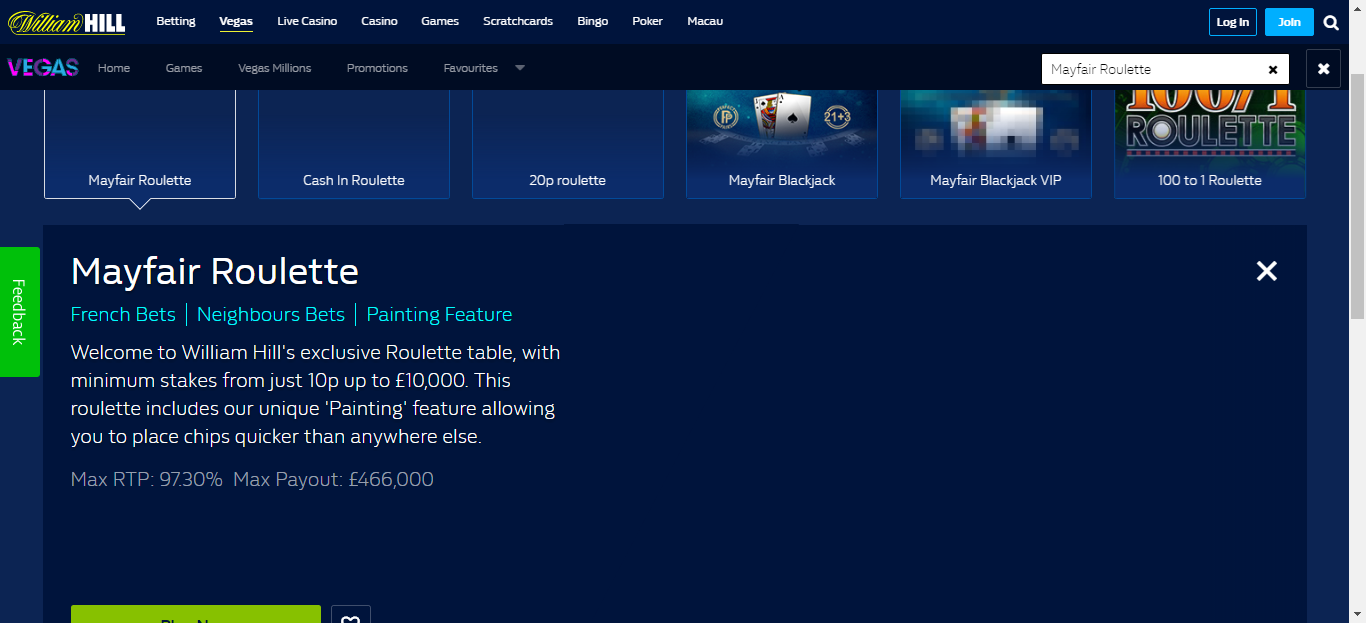 William HILL
Betting Vegas Live Casino Casino Games Scratchcards Bingo Poker Macau
Log In Join
VEGAS Home Games Vegas Millions Promotions Favourites
Mayfair Roulette
21+3
100/1
ROULETTE
Mayfair Roulette
Cash In Roulette
20p roulette
Mayfair Blackjack
Mayfair Blackjack VIP
100 to 1 Roulette
Feedback
Mayfair Roulette
French Bets | Neighbours Bets | Painting Feature
Welcome to William Hill's exclusive Roulette table, with
minimum stakes from just 10p up to £10,000. This
roulette includes our unique 'Painting' feature allowing
you to place chips quicker than anywhere else.
Max RTP: 97.30% Max Payout: £466,000